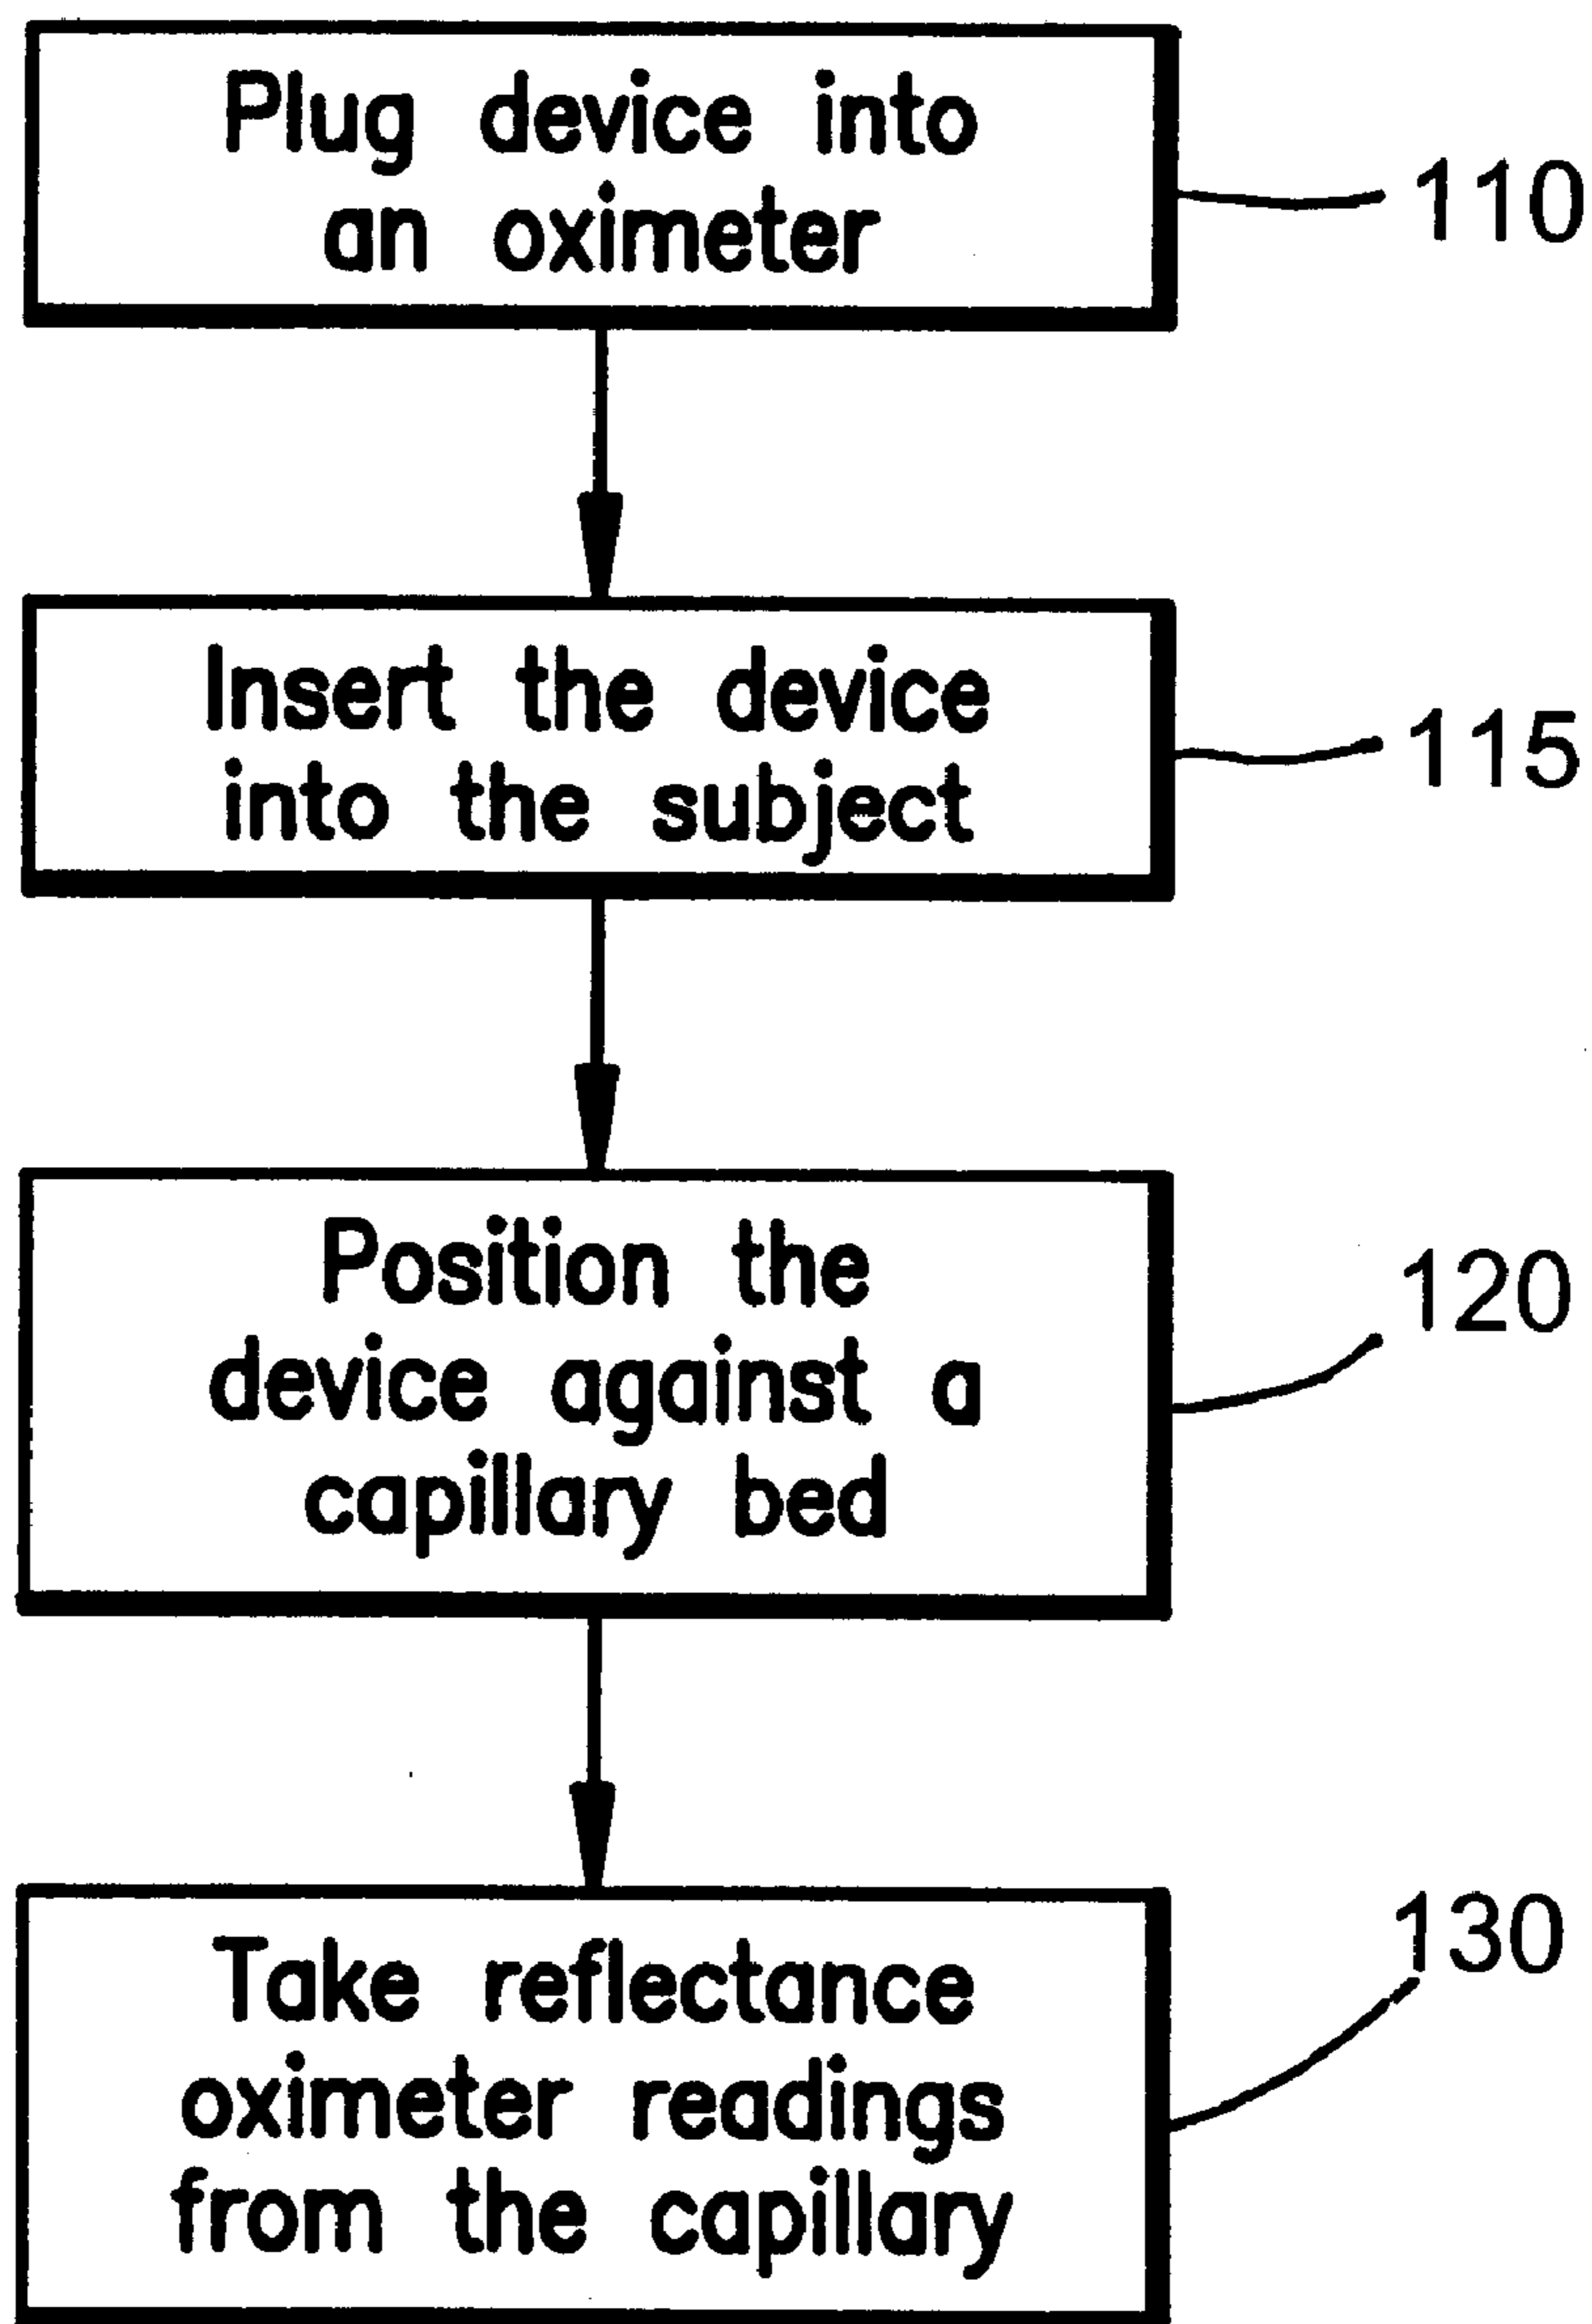 Plug device into
an oximeter
110
Insert the device
into the subject
115
Position the
device against a
capillary bed
120
Take reflectance
oximeter readings
from the capillary
130